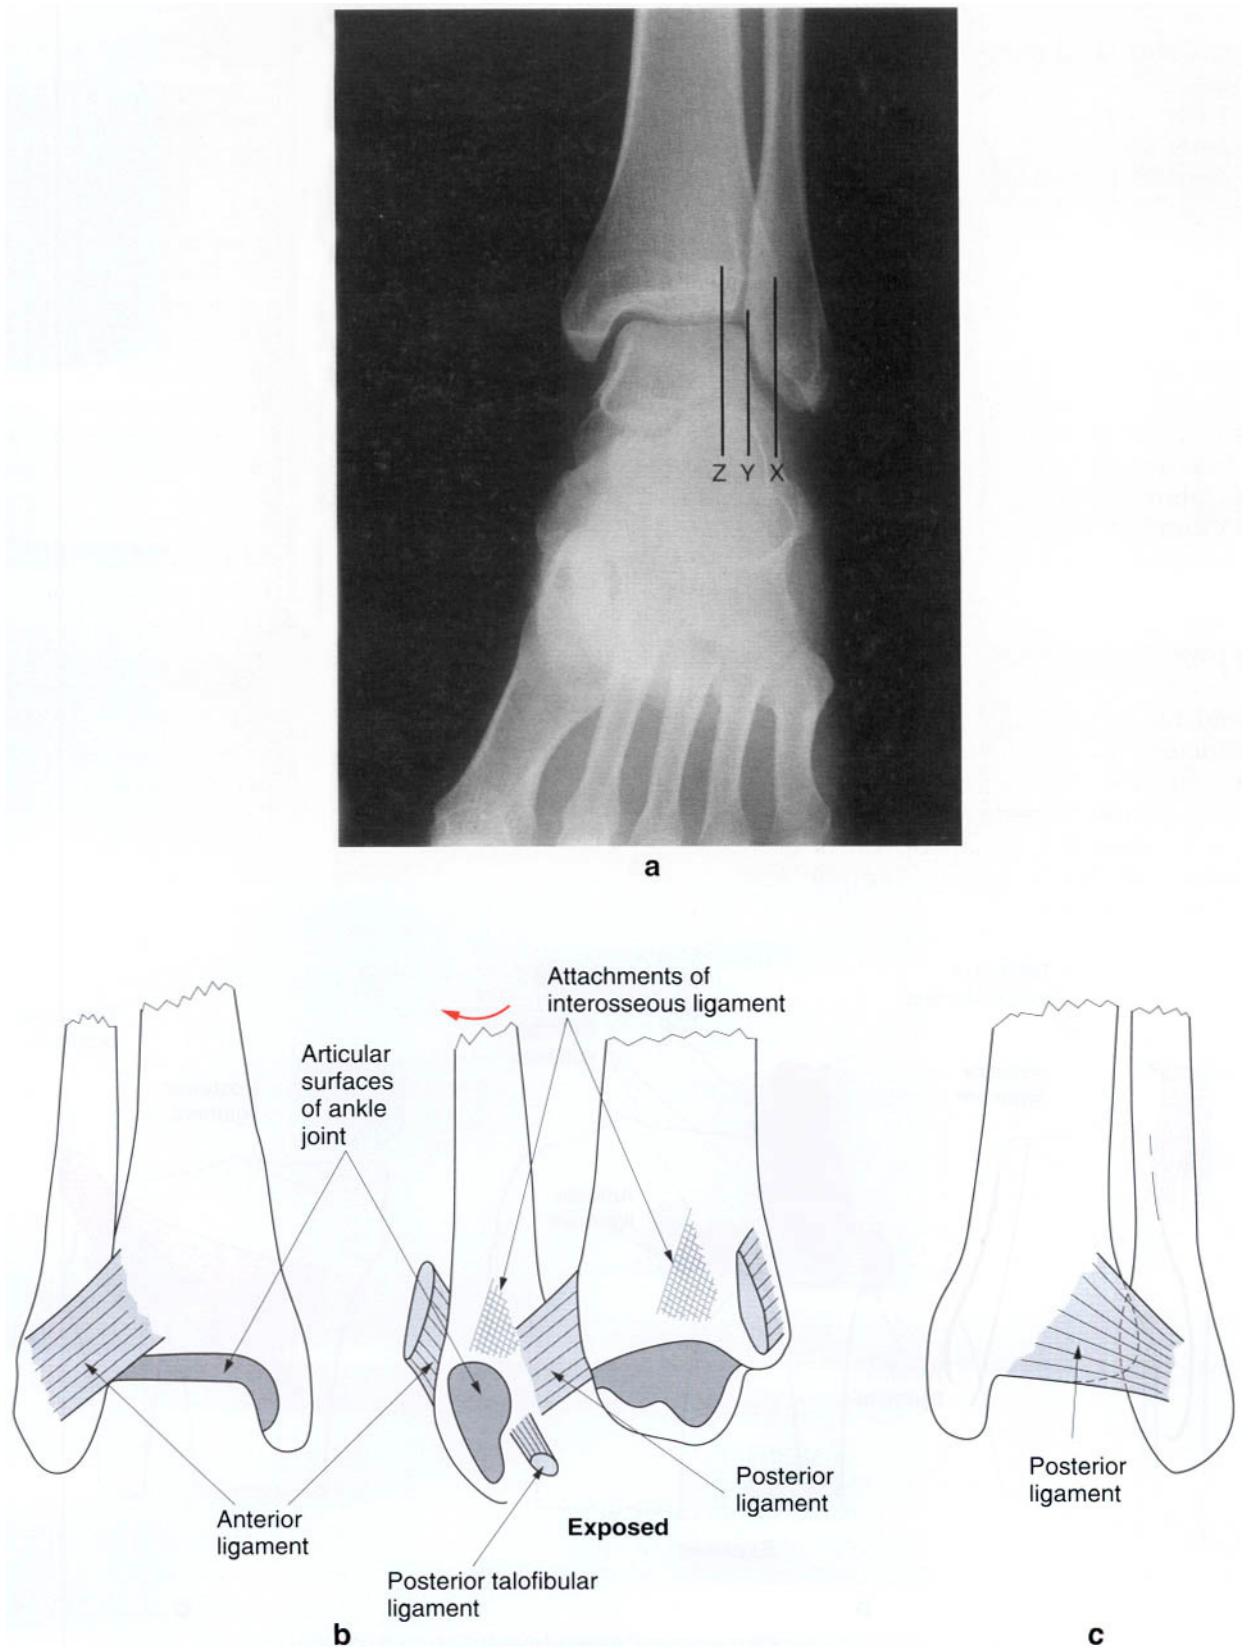 Z Y X
a
Attachments of
interosseous ligament
Articular
surfaces
of ankle
joint
Anterior
ligament
Posterior talofibular
ligament
Exposed
Posterior
ligament
Posterior
ligament
b
c